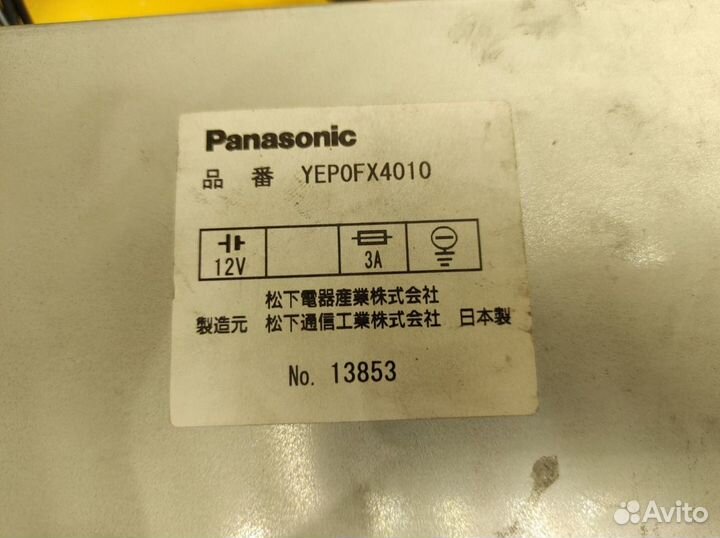 Panasonic
品 番 YEP0FX4010
12V 3A
松下電器産業株式会社
製造元 松下通信工業株式会社 日本製
No. 13853
Avito